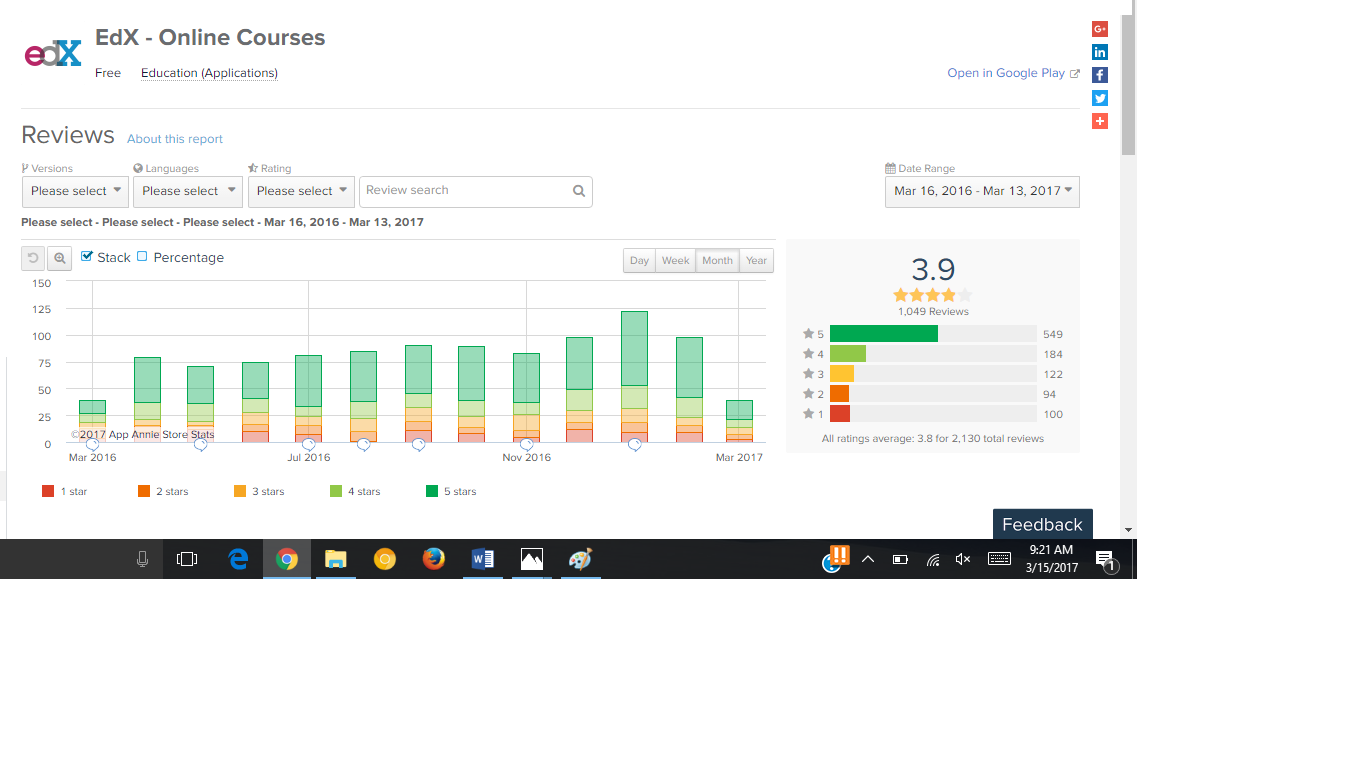 edX
EdX - Online Courses
Free Education (Applications)
Open in Google Play
G+
in
f
+
Reviews About this report
Versions Languages Rating Date Range
Please select Please select Please select Review search Mar 16, 2016 - Mar 13, 2017
Please select - Please select - Please select - Mar 16, 2016 - Mar 13, 2017
Stack Percentage Day Week Month Year
150
125
100
75
50
25
0
©2017 App Annie Store Stats
Mar 2016 Jul 2016 Nov 2016 Mar 2017
1 star 2 stars 3 stars 4 stars 5 stars
3.9
1,049 Reviews
5 549
4 184
3 122
2 94
1 100
All ratings average: 3.8 for 2,130 total reviews
Feedback
9:21 AM
3/15/2017
1